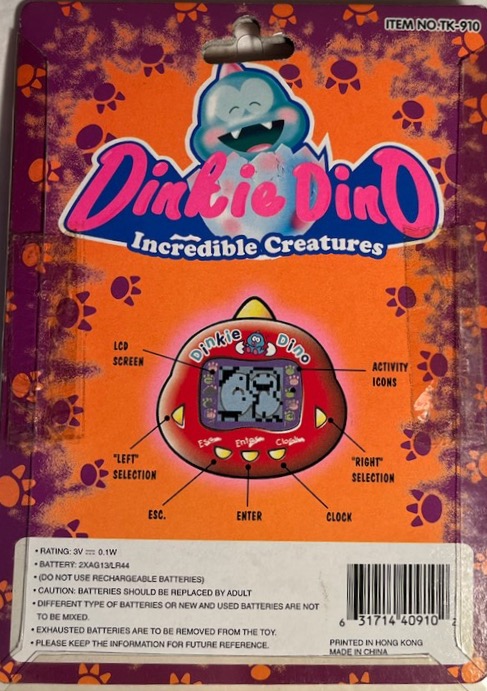 ITEM NO.TK-910
Dinkie Dino
Incredible Creatures
Dinkie Dino
LCD
SCREEN
ACTIVITY
ICONS
Esc. Enter Clock
"LEFT"
SELECTION
"RIGHT"
SELECTION
ESC.
ENTER
CLOCK
• RATING: 3V ⎓ 0.1W
• BATTERY: 2XAG13/LR44
• (DO NOT USE RECHARGEABLE BATTERIES)
• CAUTION: BATTERIES SHOULD BE REPLACED BY ADULT
• DIFFERENT TYPE OF BATTERIES OR NEW AND USED BATTERIES ARE NOT
TO BE MIXED.
• EXHAUSTED BATTERIES ARE TO BE REMOVED FROM THE TOY.
• PLEASE KEEP THE INFORMATION FOR FUTURE REFERENCE.
6 31714 40910 2
PRINTED IN HONG KONG
MADE IN CHINA